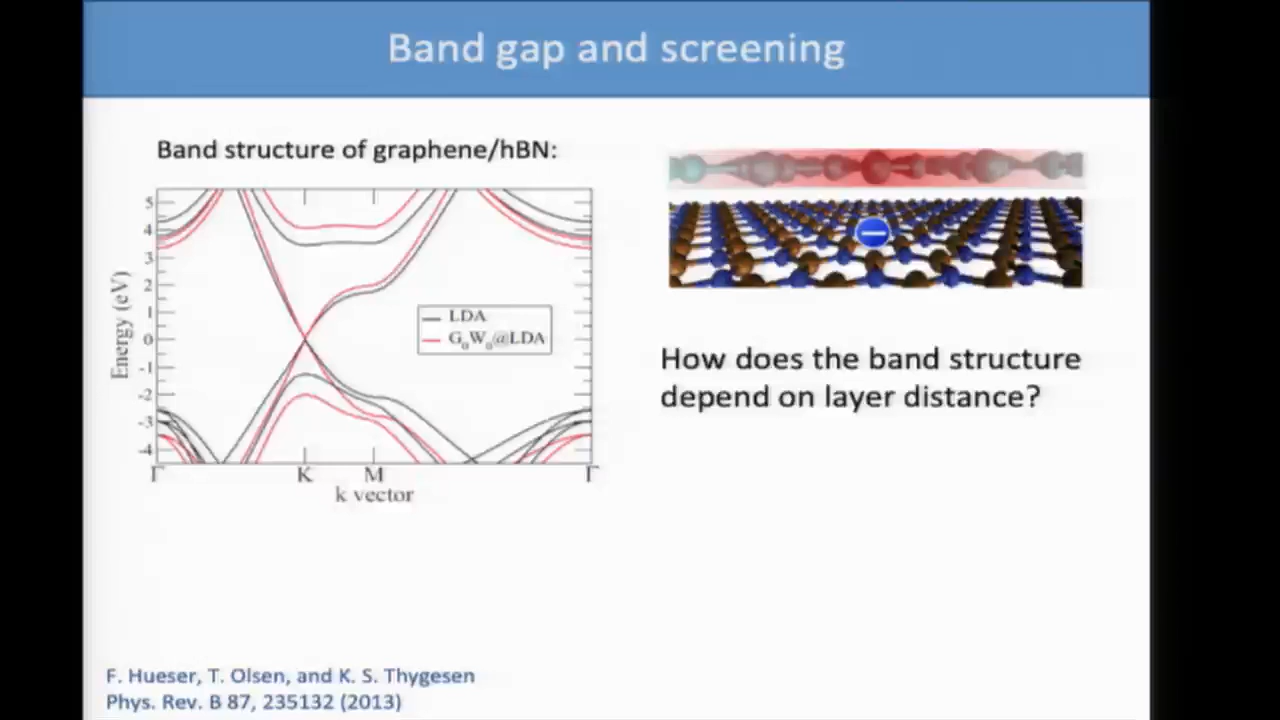 Band gap and screening
Band structure of graphene/hBN:
5
4
3
2
1
0
-1
-2
-3
-4
Energy (eV)
LDA
G₀W₀@LDA
Γ K M Γ
k vector
How does the band structure
depend on layer distance?
F. Hueser, T. Olsen, and K. S. Thygesen
Phys. Rev. B 87, 235132 (2013)